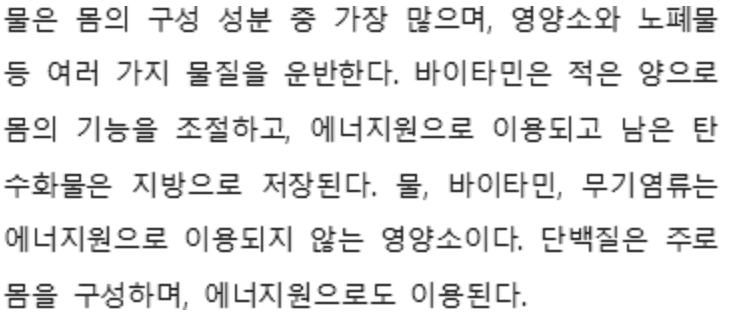 물은 몸의 구성 성분 중 가장 많으며, 영양소와 노폐물
등 여러 가지 물질을 운반한다. 바이타민은 적은 양으로
몸의 기능을 조절하고, 에너지원으로 이용되고 남은 탄
수화물은 지방으로 저장된다. 물, 바이타민, 무기염류는
에너지원으로 이용되지 않는 영양소이다. 단백질은 주로
몸을 구성하며, 에너지원으로도 이용된다.